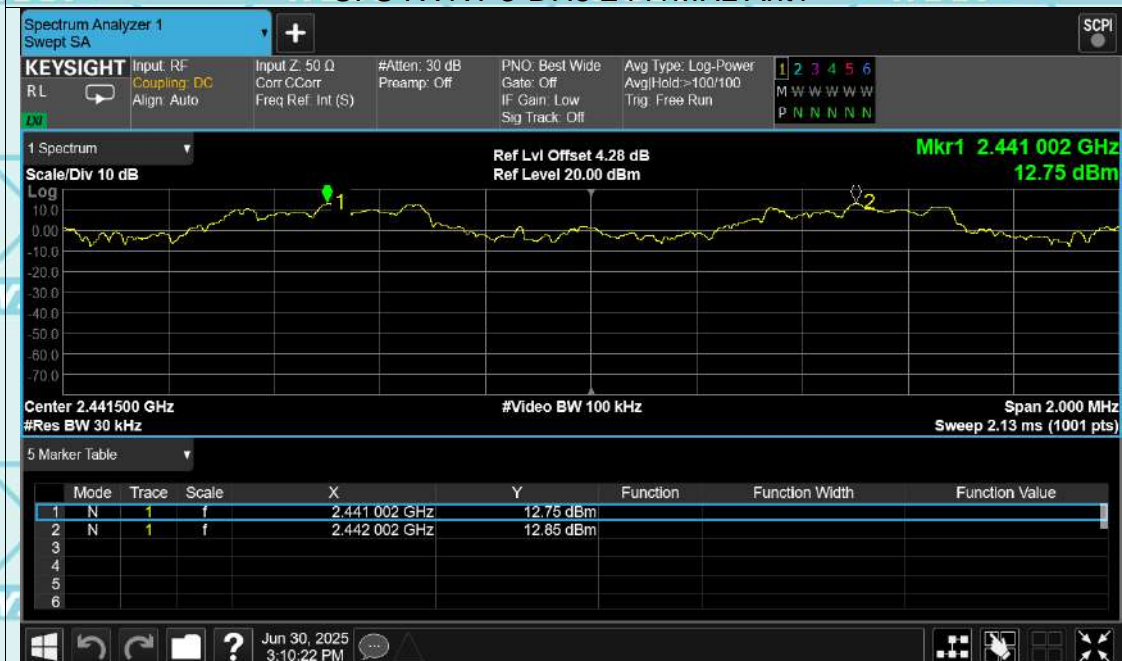 Spectrum Analyzer 1
Swept SA
+
SCPI
KEYSIGHT
RL
LXI
Input: RF
Coupling: DC
Align: Auto
Input Z: 50 Ω
Corr CCorr
Freq Ref: Int (S)
#Atten: 30 dB
Preamp: Off
PNO: Best Wide
Gate: Off
IF Gain: Low
Sig Track: Off
Avg Type: Log-Power
Avg|Hold:>100/100
Trig: Free Run
1 2 3 4 5 6
M W W W W W
P N N N N N
1 Spectrum
Scale/Div 10 dB
Ref Lvl Offset 4.28 dB
Ref Level 20.00 dBm
Mkr1 2.441 002 GHz
12.75 dBm
Log
10.0
0.00
-10.0
-20.0
-30.0
-40.0
-50.0
-60.0
-70.0
1
2
Center 2.441500 GHz
#Video BW 100 kHz
Span 2.000 MHz
#Res BW 30 kHz
Sweep 2.13 ms (1001 pts)
5 Marker Table
Mode Trace Scale X Y Function Function Width Function Value
1 N 1 f 2.441 002 GHz 12.75 dBm
2 N 1 f 2.442 002 GHz 12.85 dBm
3
4
5
6
?
Jun 30, 2025
3:10:22 PM